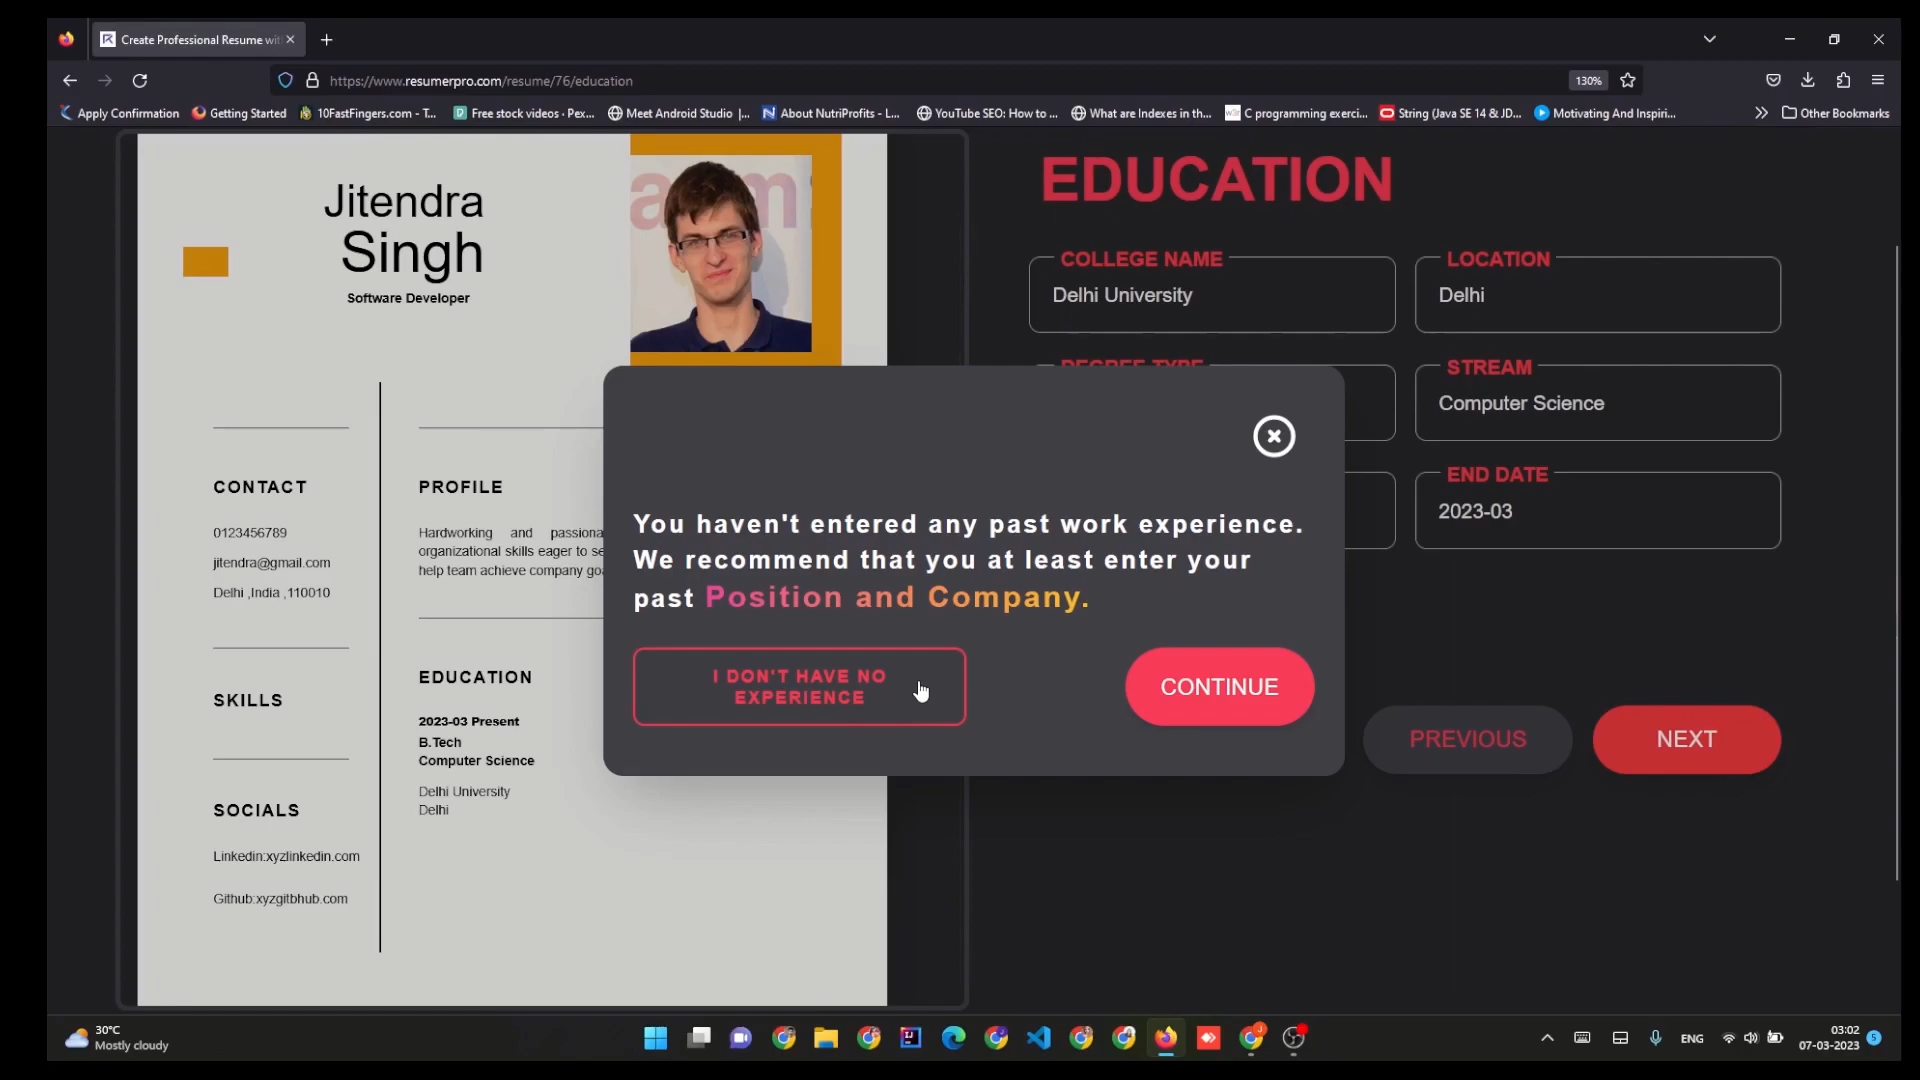 Create Professional Resume wit
https://www.resumerpro.com/resume/76/education
130%
Apply Confirmation
Getting Started
10FastFingers.com - T...
Free stock videos · Pex...
Meet Android Studio |...
About NutriProfits - L...
YouTube SEO: How to ...
What are Indexes in th...
C programming exerci...
String (Java SE 14 & JD...
Motivating And Inspiri...
Other Bookmarks
Jitendra
Singh
Software Developer
CONTACT
0123456789
jitendra@gmail.com
Delhi ,India ,110010
SKILLS
SOCIALS
Linkedin:xyzlinkedin.com
Github:xyzgitbhub.com
PROFILE
Hardworking and passiona
organizational skills eager to se
help team achieve company goa
EDUCATION
2023-03 Present
B.Tech
Computer Science
Delhi University
Delhi
EDUCATION
COLLEGE NAME
Delhi University
LOCATION
Delhi
DEGREE TYPE
STREAM
Computer Science
END DATE
2023-03
You haven't entered any past work experience.
We recommend that you at least enter your
past Position and Company.
I DON'T HAVE NO
EXPERIENCE
CONTINUE
PREVIOUS
NEXT
30°C
Mostly cloudy
ENG
03:02
07-03-2023
5